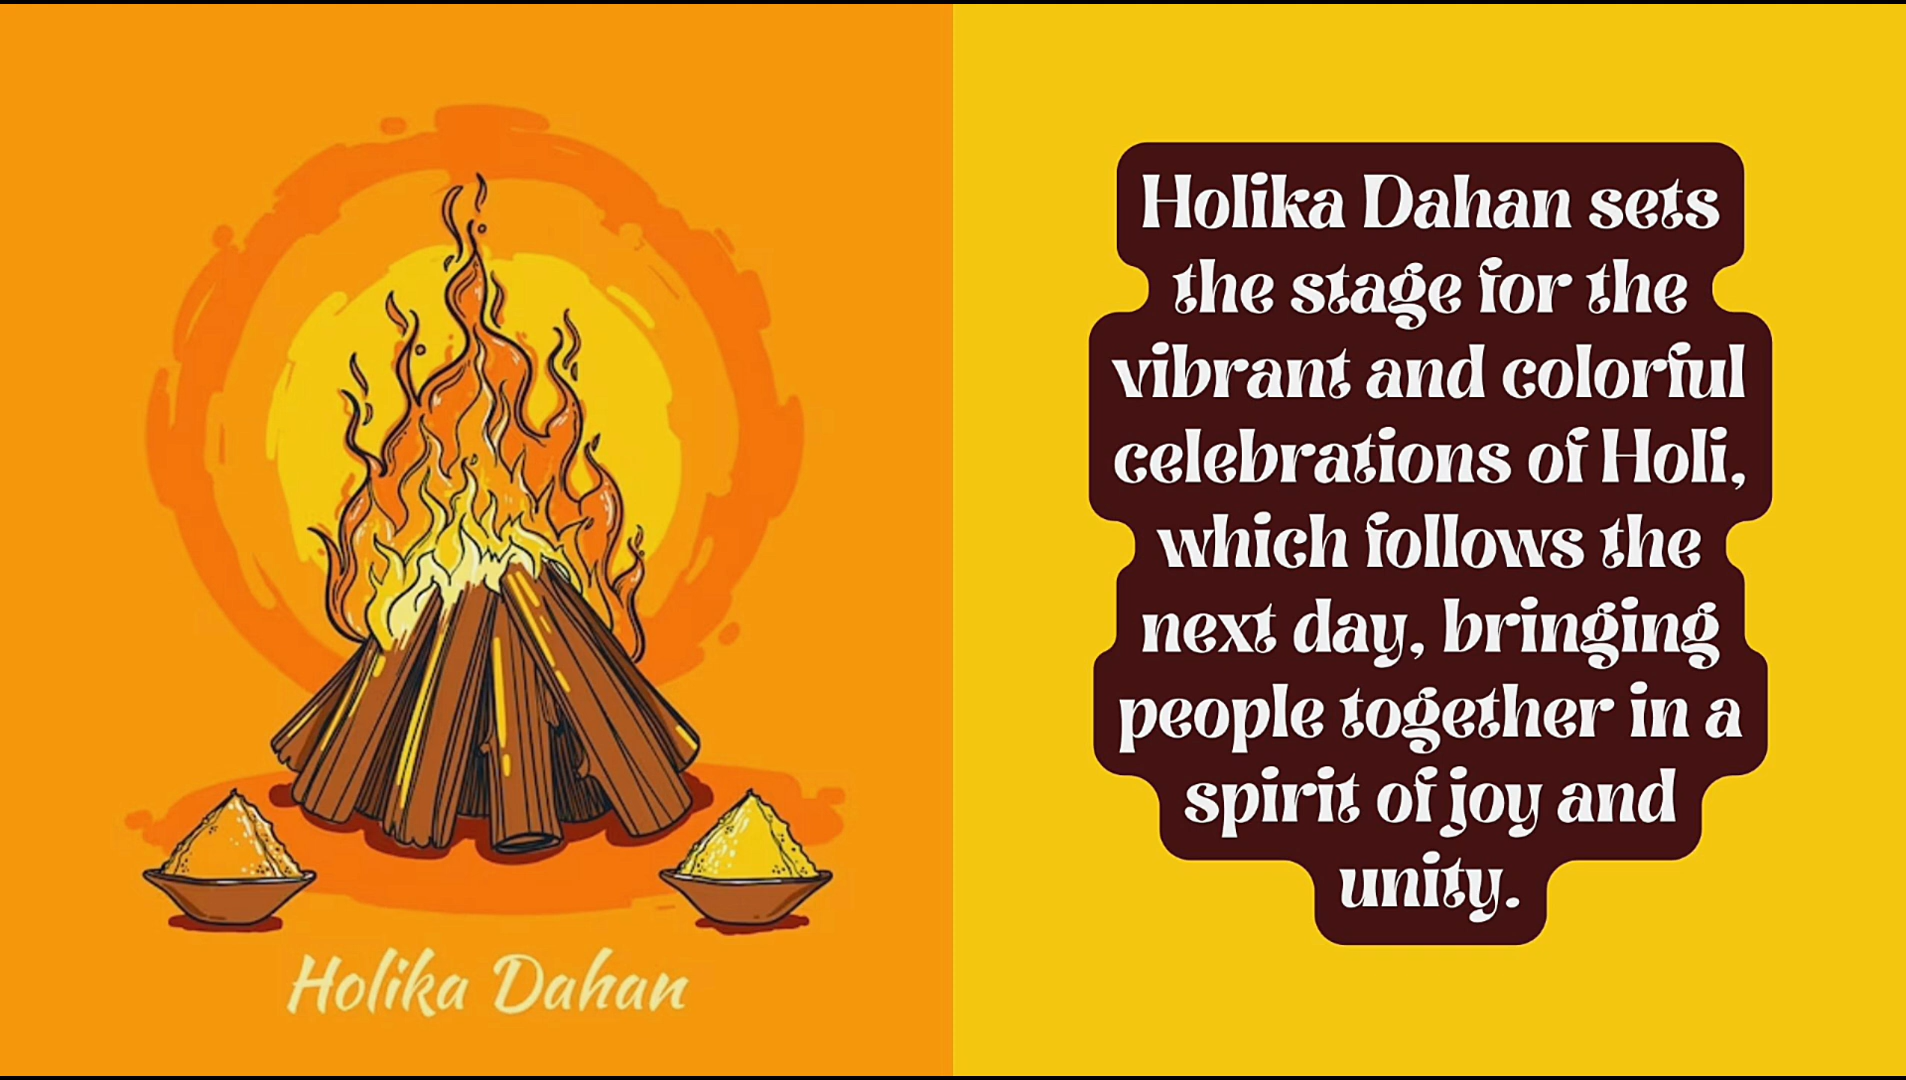 Holika Dahan
Holika Dahan sets
the stage for the
vibrant and colorful
celebrations of Holi,
which follows the
next day, bringing
people together in a
spirit of joy and
unity.